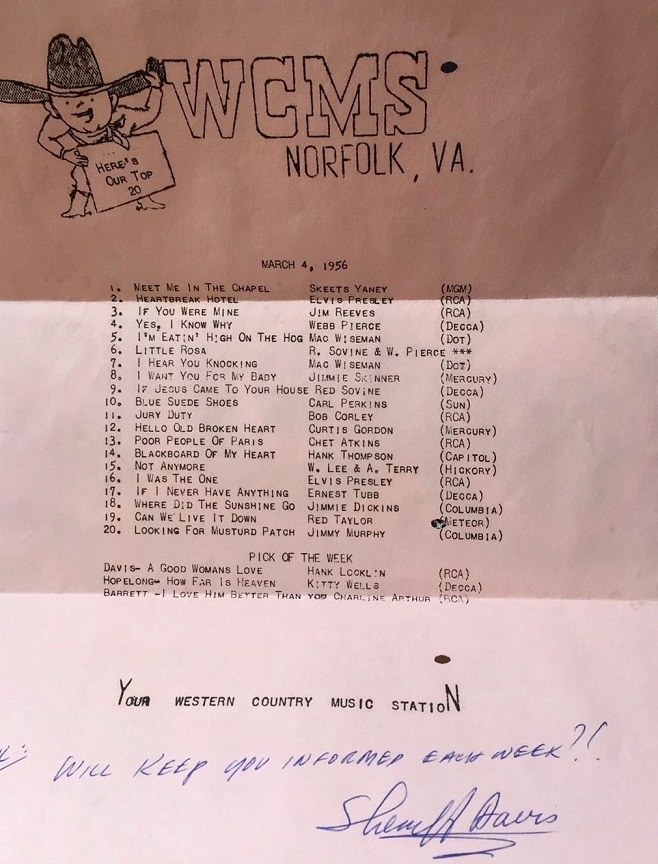 WCMS
NORFOLK, VA.
HERE'S
OUR TOP
20
MARCH 4, 1956
1. MEET ME IN THE CHAPEL SKEETS YANEY (MGM)
2. HEARTBREAK HOTEL ELVIS PRESLEY (RCA)
3. IF YOU WERE MINE JIM REEVES (RCA)
4. YES, I KNOW WHY WEBB PIERCE (DECCA)
5. I'M EATIN' HIGH ON THE HOG MAC WISEMAN (DOT)
6. LITTLE ROSA R. SOVINE & W. PIERCE ***
7. I HEAR YOU KNOCKING MAC WISEMAN (DOT)
8. I WANT YOU FOR MY BABY JIMMIE SKINNER (MERCURY)
9. IF JESUS CAME TO YOUR HOUSE RED SOVINE (DECCA)
10. BLUE SUEDE SHOES CARL PERKINS (SUN)
11. JURY DUTY BOB CORLEY (RCA)
12. HELLO OLD BROKEN HEART CURTIS GORDON (MERCURY)
13. POOR PEOPLE OF PARIS CHET ATKINS (RCA)
14. BLACKBOARD OF MY HEART HANK THOMPSON (CAPITOL)
15. NOT ANYMORE W. LEE & A. TERRY (HICKORY)
16. I WAS THE ONE ELVIS PRESLEY (RCA)
17. IF I NEVER HAVE ANYTHING ERNEST TUBB (DECCA)
18. WHERE DID THE SUNSHINE GO JIMMIE DICKINS (COLUMBIA)
19. CAN WE LIVE IT DOWN RED TAYLOR (METEOR)
20. LOOKING FOR MUSTURD PATCH JIMMY MURPHY (COLUMBIA)
PICK OF THE WEEK
DAVIS- A GOOD WOMANS LOVE HANK LOCKLIN (RCA)
HOPELONG- HOW FAR IS HEAVEN KITTY WELLS (DECCA)
BARRETT -I LOVE HIM BETTER THAN YOU CHARLINE ARTHUR (RCA)
YOUR WESTERN COUNTRY MUSIC STATION
WILL KEEP YOU INFORMED EACH WEEK?!
Sheriff Davis